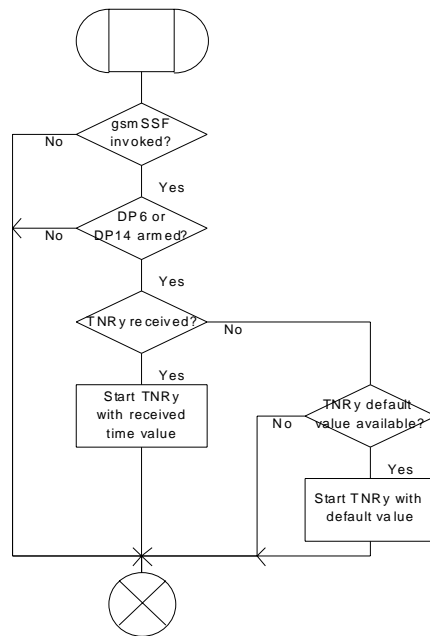 gsmSSF
invoked?
No
Yes
DP6 or
DP14 armed?
No
Yes
TNRy received?
No
Yes
Start TNRy
with received
time value
TNRy default
value available?
No
Yes
Start TNRy with
default value